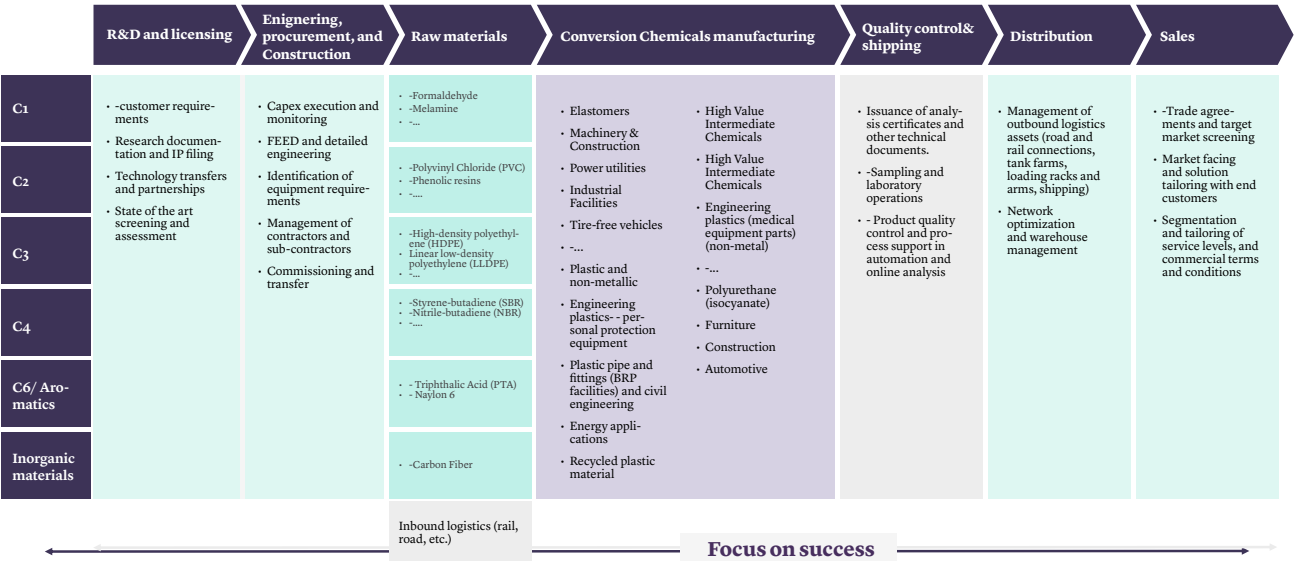 R&D and licensing
Enignering,
procurement, and
Construction
Raw materials
Conversion Chemicals manufacturing
Quality control&
shipping
Distribution
Sales
C1
C2
C3
C4
C6/ Aro-
matics
Inorganic
materials
• -customer require-
ments
• Research documen-
tation and IP filing
• Technology transfers
and partnerships
• State of the art
screening and
assessment
• Capex execution and
monitoring
• FEED and detailed
engineering
• Identification of
equipment require-
ments
• Management of
contractors and
sub-contractors
• Commissioning and
transfer
• -Formaldehyde
• -Melamine
• -...
• -Polyvinyl Chloride (PVC)
• -Phenolic resins
• -....
• -High-density polyethyl-
ene (HDPE)
• Linear low-density
polyethylene (LLDPE)
• -...
• -Styrene-butadiene (SBR)
• -Nitrile-butadiene (NBR)
• -....
• - Triphthalic Acid (PTA)
• - Naylon 6
• -Carbon Fiber
Inbound logistics (rail,
road, etc.)
• Elastomers
• Machinery &
Construction
• Power utilities
• Industrial
Facilities
• Tire-free vehicles
• -...
• Plastic and
non-metallic
• Engineering
plastics- - per-
sonal protection
equipment
• Plastic pipe and
fittings (BRP
facilities) and civil
engineering
• Energy appli-
cations
• Recycled plastic
material
• High Value
Intermediate
Chemicals
• High Value
Intermediate
Chemicals
• Engineering
plastics (medical
equipment parts)
(non-metal)
• -...
• Polyurethane
(isocyanate)
• Furniture
• Construction
• Automotive
• Issuance of analy-
sis certificates and
other technical
documents.
• -Sampling and
laboratory
operations
• - Product quality
control and pro-
cess support in
automation and
online analysis
• Management of
outbound logistics
assets (road and
rail connections,
tank farms,
loading racks and
arms, shipping)
• Network
optimization
and warehouse
management
• -Trade agree-
ments and target
market screening
• Market facing
and solution
tailoring with end
customers
• Segmentation
and tailoring of
service levels, and
commercial terms
and conditions
Focus on success